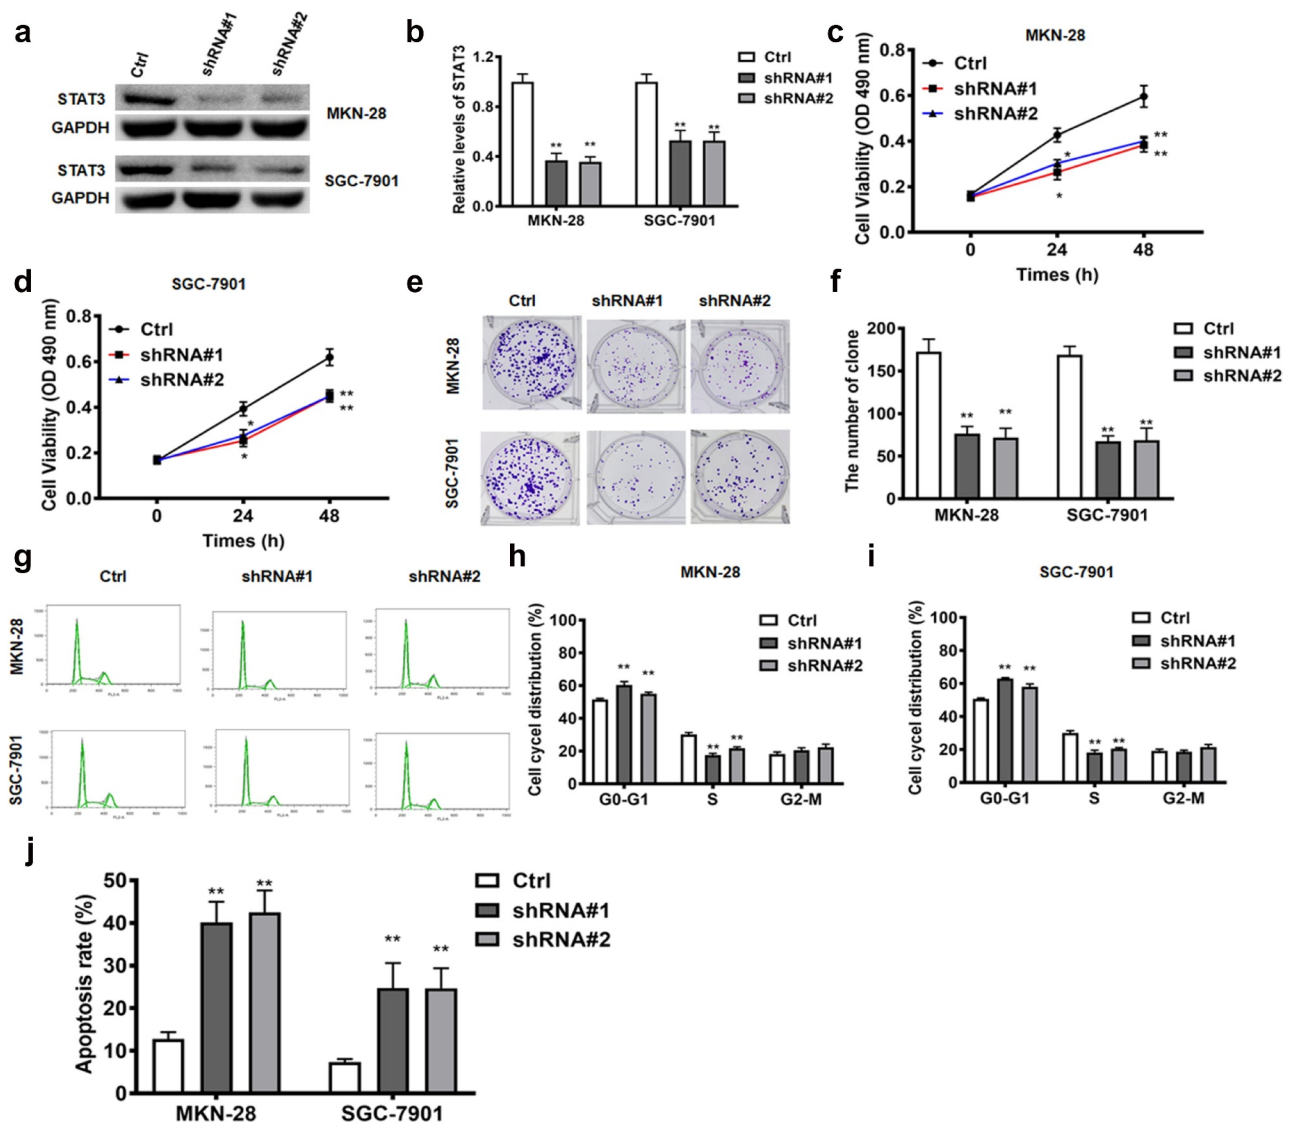 a
Ctrl
shRNA#1
shRNA#2
STAT3
GAPDH
MKN-28
STAT3
GAPDH
SGC-7901
b
Relative levels of STAT3
1.2
0.8
0.4
0.0
** ** ** **
MKN-28 SGC-7901
Ctrl
shRNA#1
shRNA#2
c
MKN-28
Cell Viability (OD 490 nm)
0.8
0.6
0.4
0.2
0.0
Ctrl
shRNA#1
shRNA#2
*
*
**
**
0 24 48
Times (h)
d
SGC-7901
Cell Viability (OD 490 nm)
0.8
0.6
0.4
0.2
0.0
Ctrl
shRNA#1
shRNA#2
*
*
**
**
0 24 48
Times (h)
e
Ctrl shRNA#1 shRNA#2
MKN-28
SGC-7901
f
The number of clone
200
150
100
50
0
** ** ** **
MKN-28 SGC-7901
Ctrl
shRNA#1
shRNA#2
g
Ctrl shRNA#1 shRNA#2
MKN-28
SGC-7901
h
MKN-28
Cell cycel distribution (%)
100
80
60
40
20
0
** **
** **
G0-G1 S G2-M
Ctrl
shRNA#1
shRNA#2
i
SGC-7901
Cell cycel distribution (%)
100
80
60
40
20
0
** **
** **
G0-G1 S G2-M
Ctrl
shRNA#1
shRNA#2
j
Apoptosis rate (%)
50
40
30
20
10
0
** **
** **
MKN-28 SGC-7901
Ctrl
shRNA#1
shRNA#2